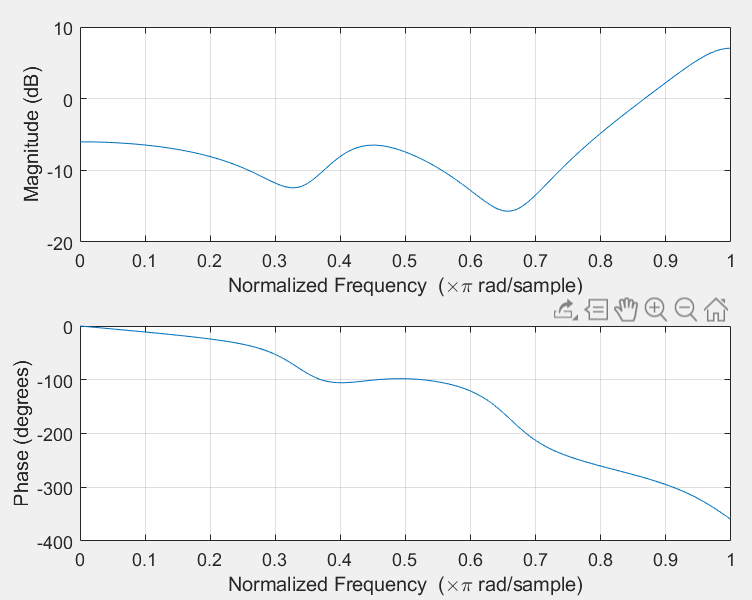 10
0
-10
-20
Magnitude (dB)
0 0.1 0.2 0.3 0.4 0.5 0.6 0.7 0.8 0.9 1
Normalized Frequency (×π rad/sample)
0
-100
-200
-300
-400
Phase (degrees)
0 0.1 0.2 0.3 0.4 0.5 0.6 0.7 0.8 0.9 1
Normalized Frequency (×π rad/sample)